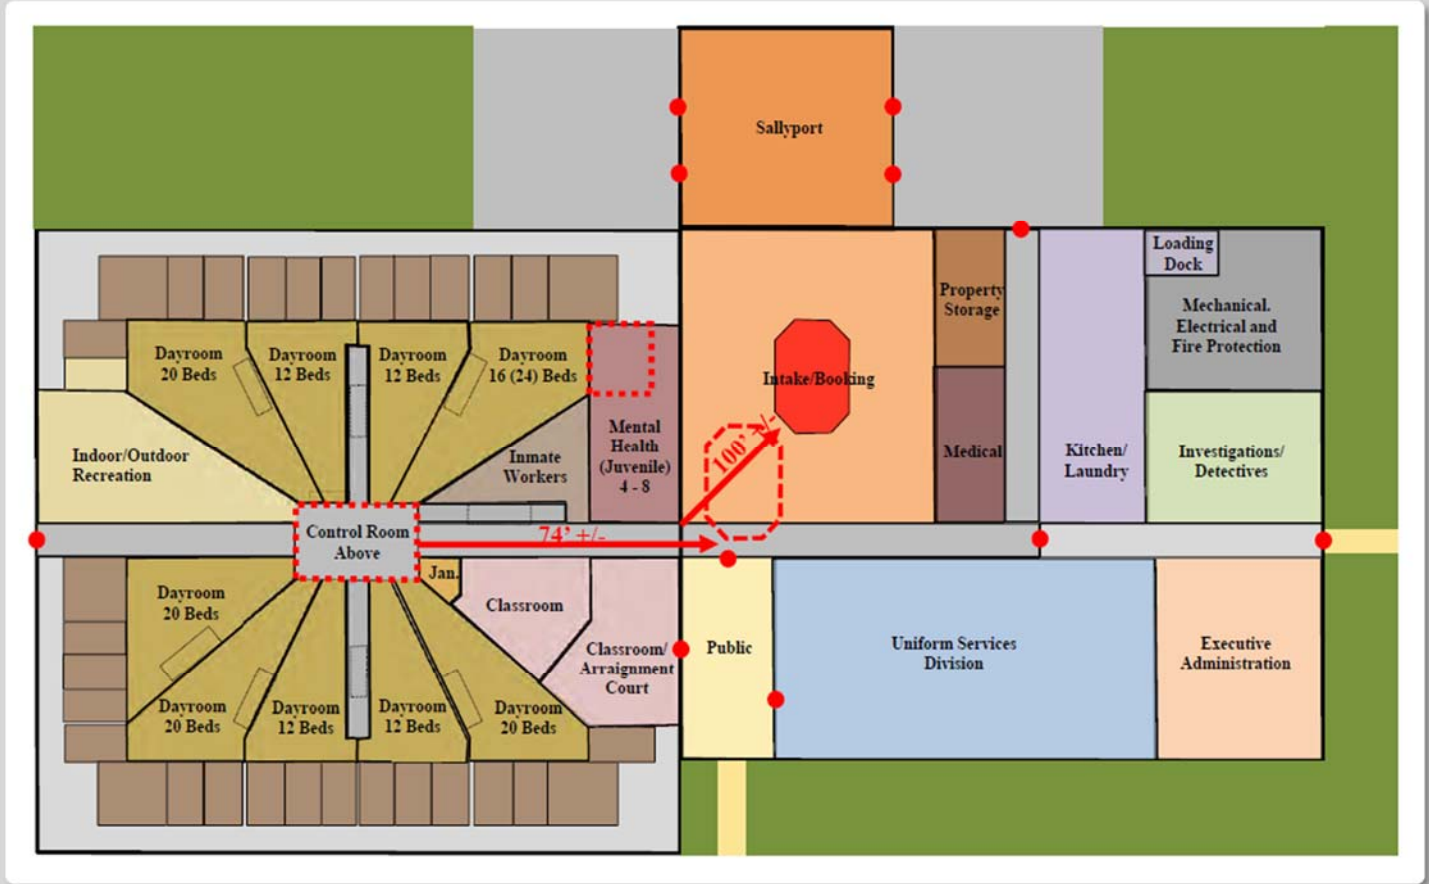 Sallyport
Loading
Dock
Property
Storage
Mechanical.
Electrical and
Fire Protection
Dayroom
20 Beds
Dayroom
12 Beds
Dayroom
12 Beds
Dayroom
16 (24) Beds
Intake/Booking
Mental
Health
(Juvenile)
4 - 8
100' +/-
Indoor/Outdoor
Recreation
Inmate
Workers
Medical
Kitchen/
Laundry
Investigations/
Detectives
Control Room
Above
74' +/-
Jan.
Dayroom
20 Beds
Classroom
Classroom/
Arraignment
Court
Public
Uniform Services
Division
Executive
Administration
Dayroom
20 Beds
Dayroom
12 Beds
Dayroom
12 Beds
Dayroom
20 Beds